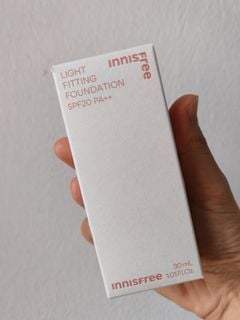 LIGHT
FITTING
FOUNDATION
SPF20 PA++
innisfree
innisfree
30 mL
1.01 FL.Oz.